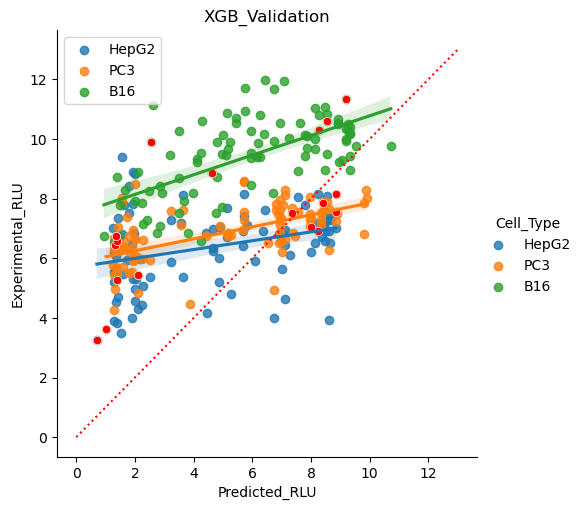 XGB_Validation
HepG2
PC3
B16
Experimental_RLU
12
10
8
6
4
2
0
0 2 4 6 8 10 12
Predicted_RLU
Cell_Type
HepG2
PC3
B16